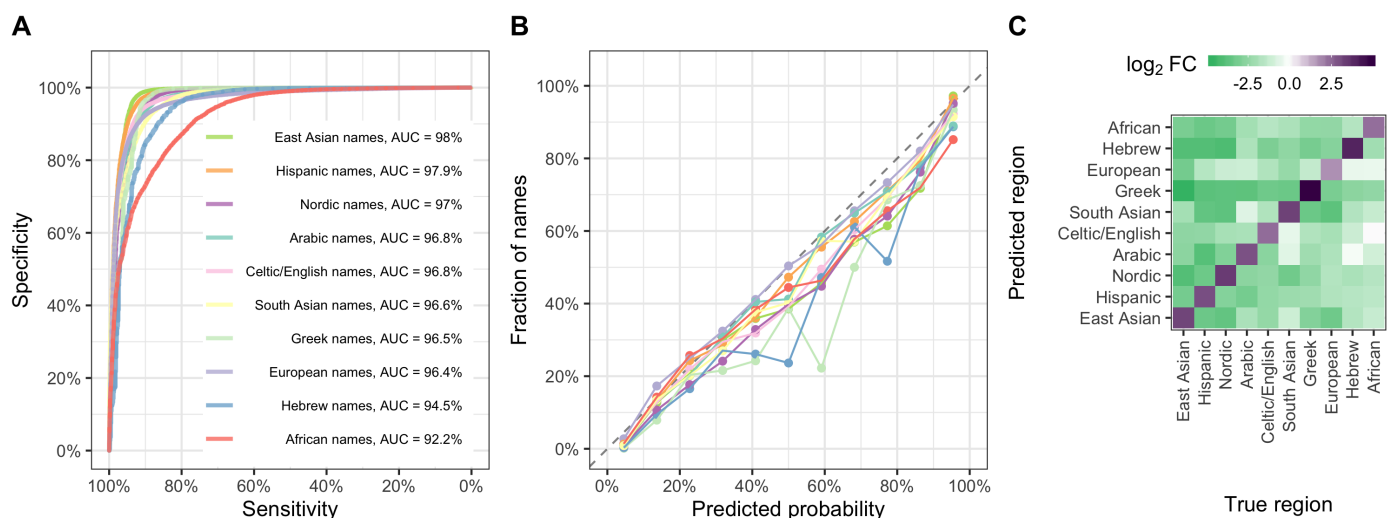 A
Specificity
100%
80%
60%
40%
20%
0%
East Asian names, AUC = 98%
Hispanic names, AUC = 97.9%
Nordic names, AUC = 97%
Arabic names, AUC = 96.8%
Celtic/English names, AUC = 96.8%
South Asian names, AUC = 96.6%
Greek names, AUC = 96.5%
European names, AUC = 96.4%
Hebrew names, AUC = 94.5%
African names, AUC = 92.2%
100% 80% 60% 40% 20% 0%
Sensitivity
B
Fraction of names
100%
80%
60%
40%
20%
0%
0% 20% 40% 60% 80% 100%
Predicted probability
C
log₂ FC
-2.5 0.0 2.5
Predicted region
African
Hebrew
European
Greek
South Asian
Celtic/English
Arabic
Nordic
Hispanic
East Asian
East Asian
Hispanic
Nordic
Arabic
Celtic/English
South Asian
Greek
European
Hebrew
African
True region